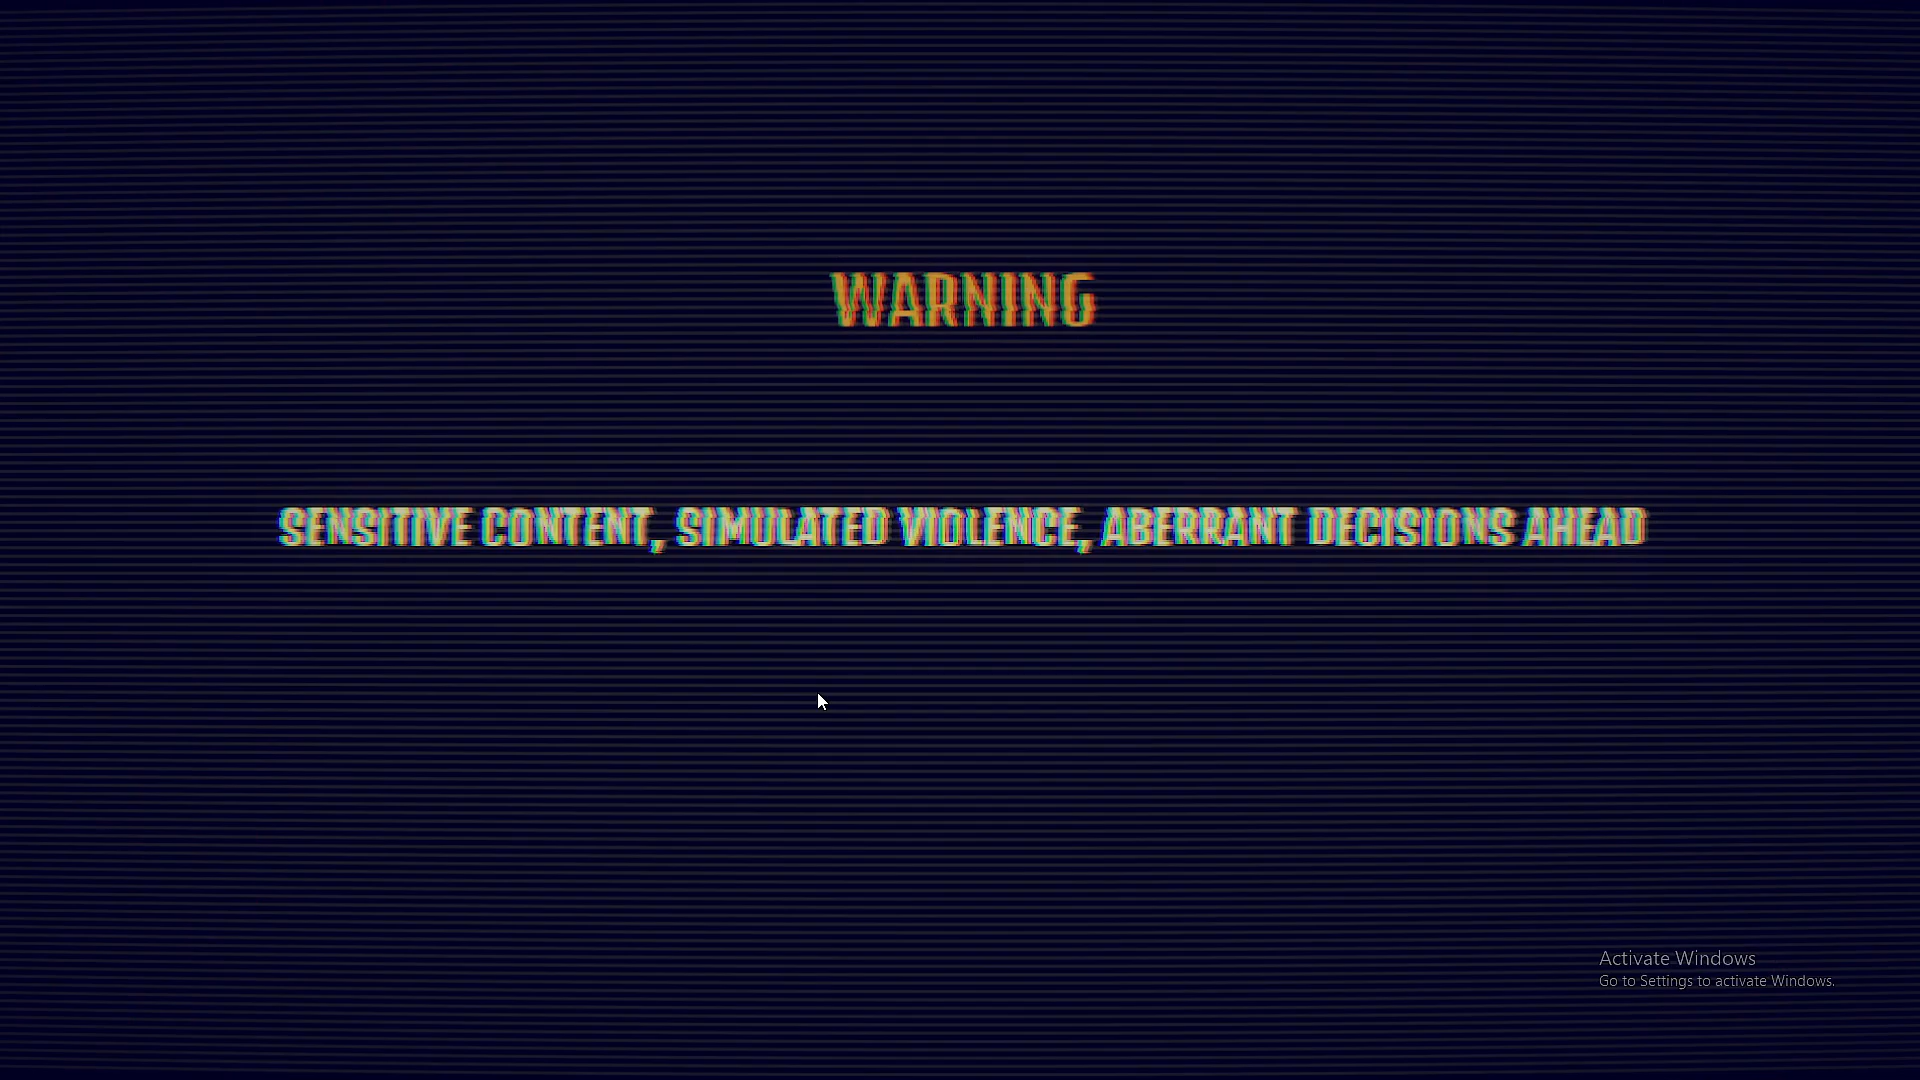 WARNING
SENSITIVE CONTENT, SIMULATED VIOLENCE, ABERRANT DECISIONS AHEAD
Activate Windows
Go to Settings to activate Windows.